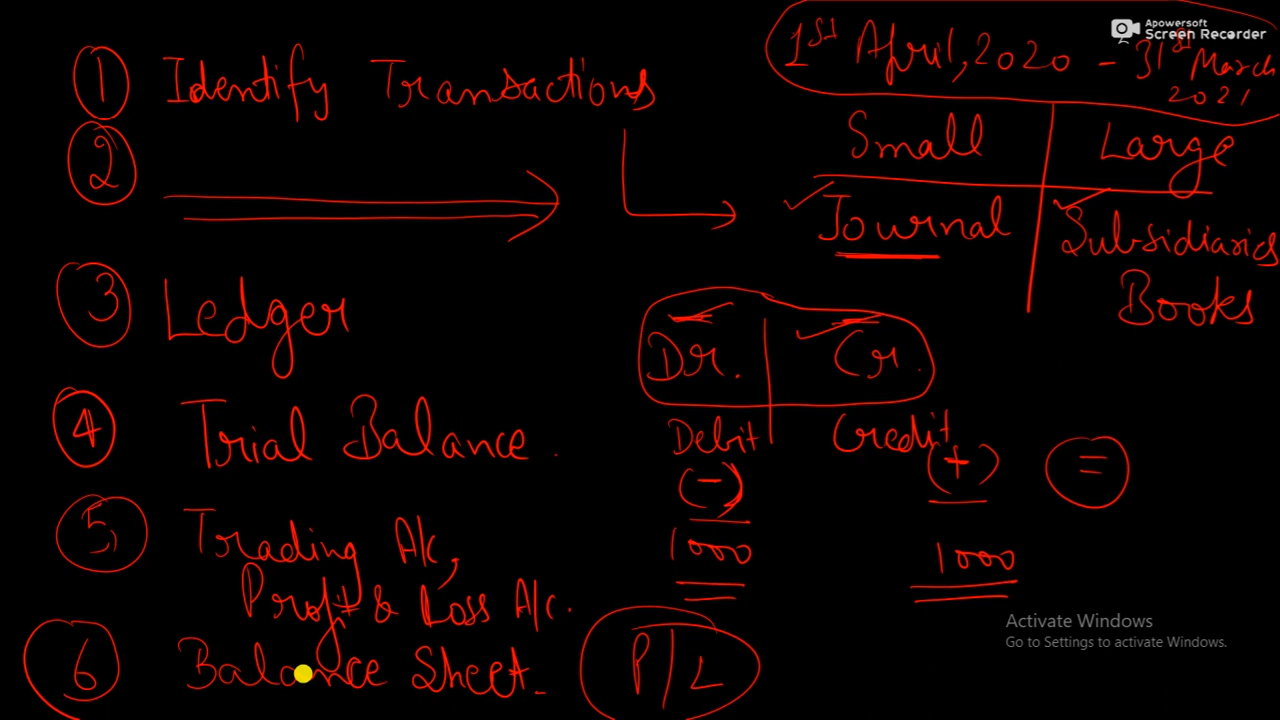 Apowersoft
Screen Recorder
1st April, 2020 - 31st March
2021
① Identify Transactions
②
Small Large
Journal Subsidiaries
Books
③ Ledger
Dr. Cr.
Debit Credit
(-) (+) =
④ Trial Balance.
1000 1000
⑤ Trading A/c,
Profit & Loss A/c.
⑥ Balance Sheet.
P/L
Activate Windows
Go to Settings to activate Windows.